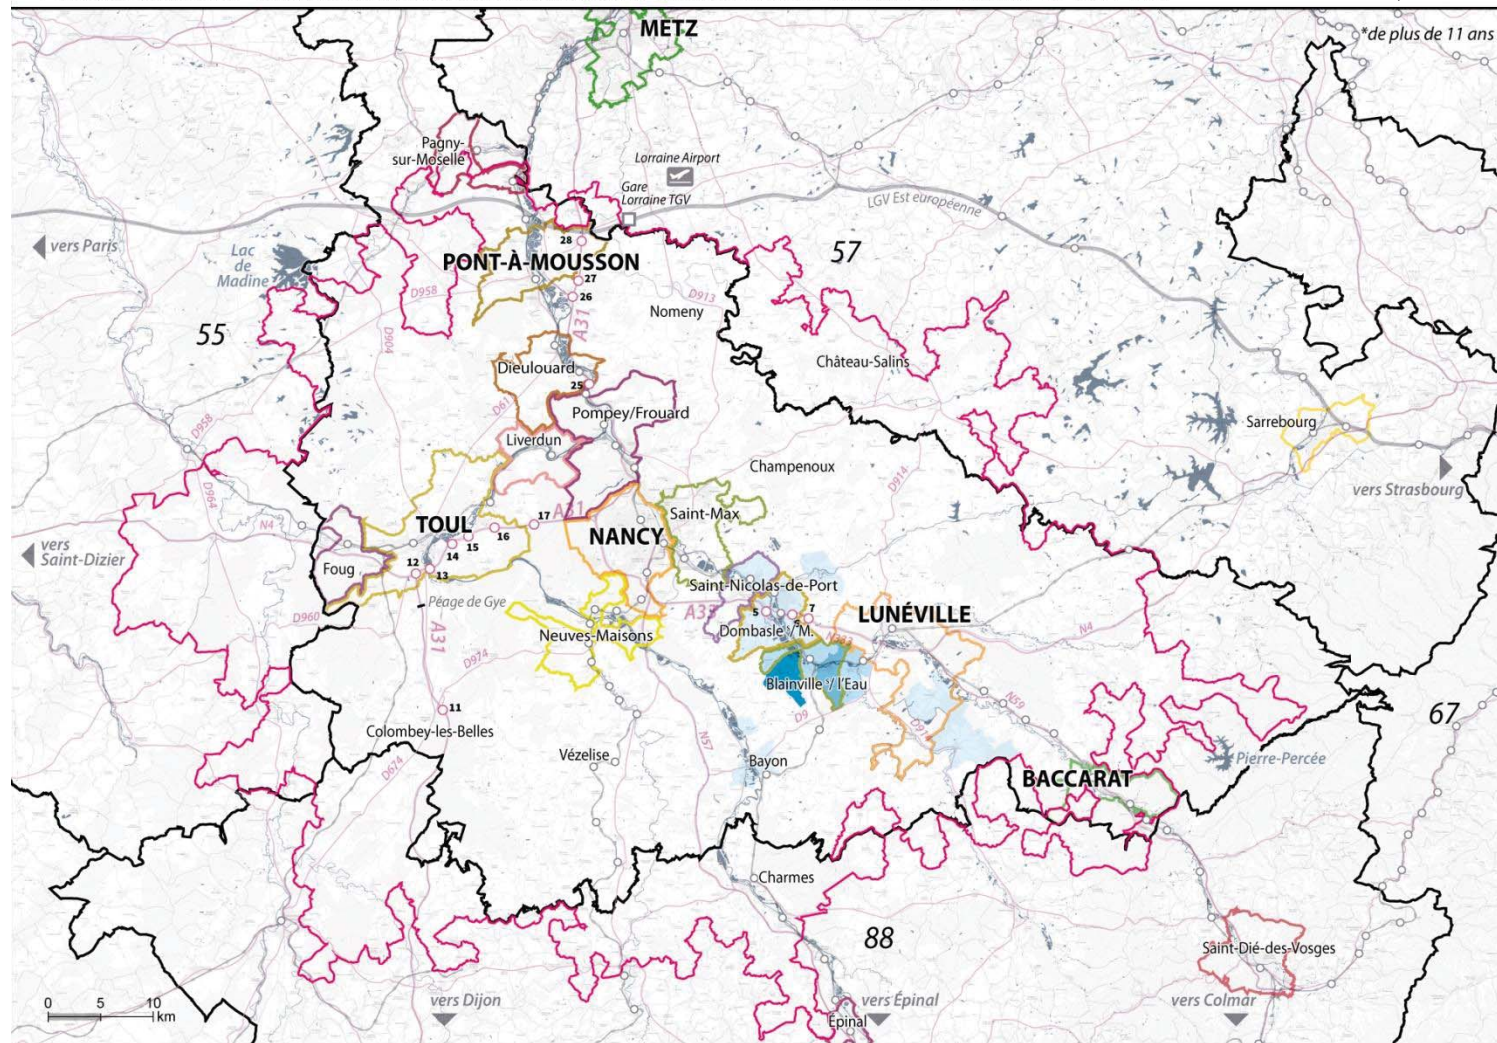 METZ
*de plus de 11 ans
Pagny-
sur-Moselle
Lorraine Airport
Gare
Lorraine TGV
LGV Est européenne
vers Paris
Lac
de
Madine
28
PONT-À-MOUSSON
57
27
26
D958
D913
Nomeny
A31
55
D904
Château-Salins
Dieulouard
25
D61
Pompey/Frouard
Sarrebourg
D958
Liverdun
Champenoux
D914
vers Strasbourg
D964
N4
TOUL
17
A31
16
15
14
NANCY
Saint-Max
vers
Saint-Dizier
Foug
12
13
Péage de Gye
Saint-Nicolas-de-Port
D960
A33
5
6
7
LUNÉVILLE
N4
Neuves-Maisons
Dombasle s/ M.
N333
A31
D974
Blainville s/ l'Eau
11
Colombey-les-Belles
D9
D914
N59
67
N57
Vézelise
Bayon
Pierre-Percée
D674
BACCARAT
Charmes
88
Saint-Dié-des-Vosges
0 5 10
km
vers Dijon
vers Épinal
vers Colmar
Épinal